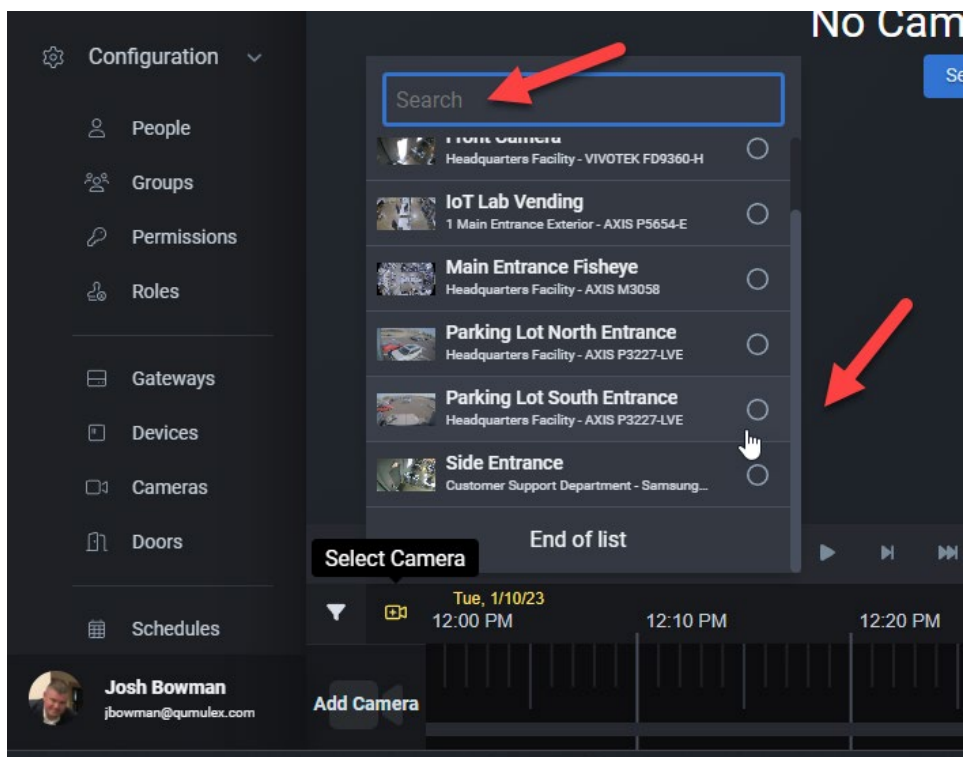 No Cam
Configuration
Se
Search
People
Groups
Permissions
Roles
Gateways
Devices
Cameras
Doors
Schedules
Josh Bowman
jbowman@qumulex.com
Front Camera
Headquarters Facility - VIVOTEK FD9360-H
IoT Lab Vending
1 Main Entrance Exterior - AXIS P5654-E
Main Entrance Fisheye
Headquarters Facility - AXIS M3058
Parking Lot North Entrance
Headquarters Facility - AXIS P3227-LVE
Parking Lot South Entrance
Headquarters Facility - AXIS P3227-LVE
Side Entrance
Customer Support Department - Samsung...
End of list
Select Camera
Tue, 1/10/23
12:00 PM 12:10 PM 12:20 PM
Add Camera